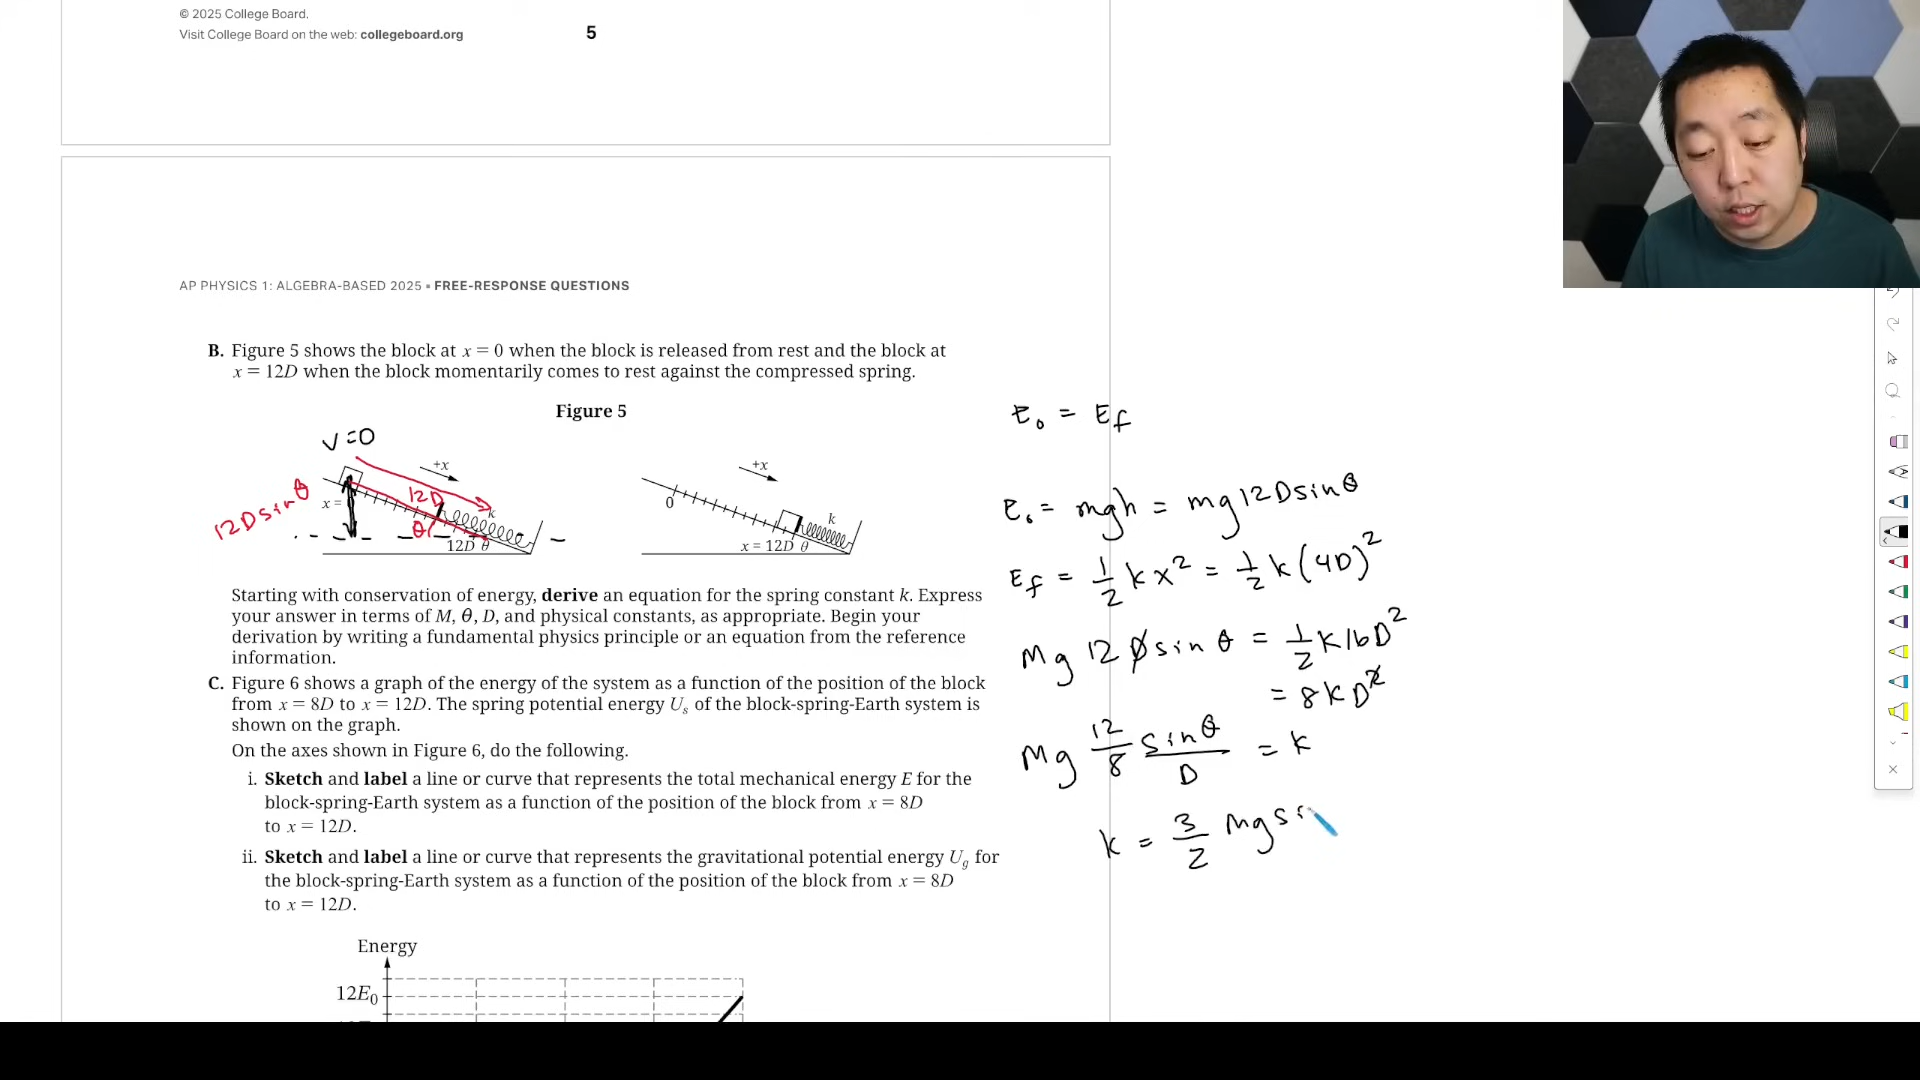 © 2025 College Board.
Visit College Board on the web: collegeboard.org
5
AP PHYSICS 1: ALGEBRA-BASED 2025 ▪ FREE-RESPONSE QUESTIONS
B. Figure 5 shows the block at x = 0 when the block is released from rest and the block at
x = 12D when the block momentarily comes to rest against the compressed spring.
Figure 5
v=0
+x
12D
12D sin θ
x =
k
θ
12D θ
+x
0
k
x = 12D θ
Starting with conservation of energy, derive an equation for the spring constant k. Express
your answer in terms of M, θ, D, and physical constants, as appropriate. Begin your
derivation by writing a fundamental physics principle or an equation from the reference
information.
C. Figure 6 shows a graph of the energy of the system as a function of the position of the block
from x = 8D to x = 12D. The spring potential energy Uₛ of the block-spring-Earth system is
shown on the graph.
On the axes shown in Figure 6, do the following.
i. Sketch and label a line or curve that represents the total mechanical energy E for the
block-spring-Earth system as a function of the position of the block from x = 8D
to x = 12D.
ii. Sketch and label a line or curve that represents the gravitational potential energy U_g for
the block-spring-Earth system as a function of the position of the block from x = 8D
to x = 12D.
Energy
12E₀
E₀ = E_f
E₀ = mgh = mg12Dsinθ
E_f = 1/2 kx² = 1/2 k(4D)²
Mg 12 D sin θ = 1/2 k16D²
= 8kD²
Mg 12/8 sinθ/D = k
k = 3/2 Mg si